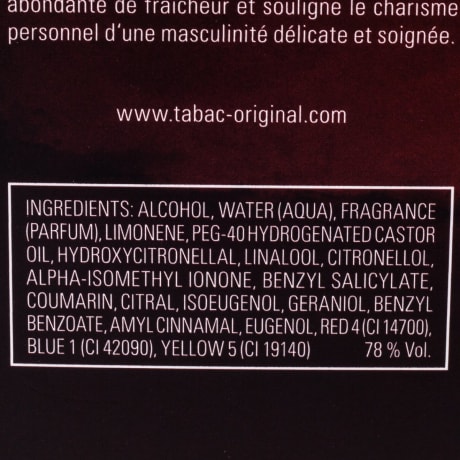 abondante de fraîcheur et souligne le charisme
personnel d‘une masculinité délicate et soignée.
www.tabac-original.com
INGREDIENTS: ALCOHOL, WATER (AQUA), FRAGRANCE
(PARFUM), LIMONENE, PEG-40 HYDROGENATED CASTOR
OIL, HYDROXYCITRONELLAL, LINALOOL, CITRONELLOL,
ALPHA-ISOMETHYL IONONE, BENZYL SALICYLATE,
COUMARIN, CITRAL, ISOEUGENOL, GERANIOL, BENZYL
BENZOATE, AMYL CINNAMAL, EUGENOL, RED 4 (CI 14700),
BLUE 1 (CI 42090), YELLOW 5 (CI 19140) 78 % Vol.